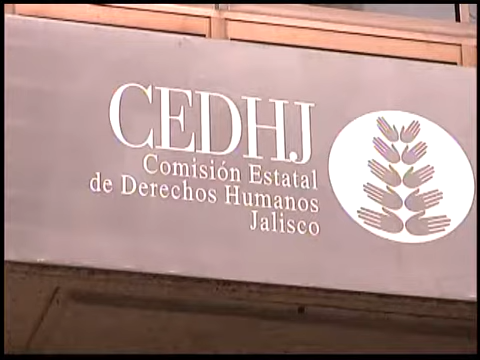 CEDHJ
Comisión Estatal
de Derechos Humanos
Jalisco